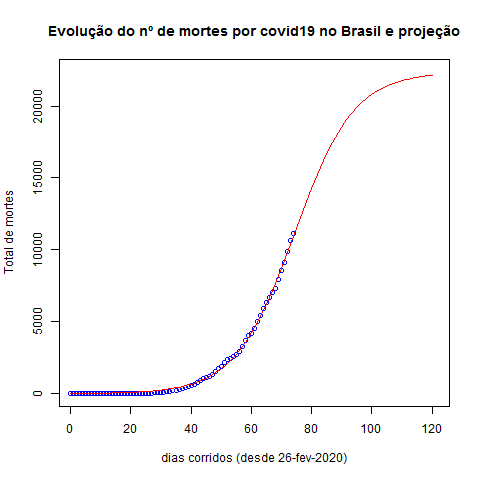 Evolução do nº de mortes por covid19 no Brasil e projeção
Total de mortes
20000
15000
10000
5000
0
0 20 40 60 80 100 120
dias corridos (desde 26-fev-2020)